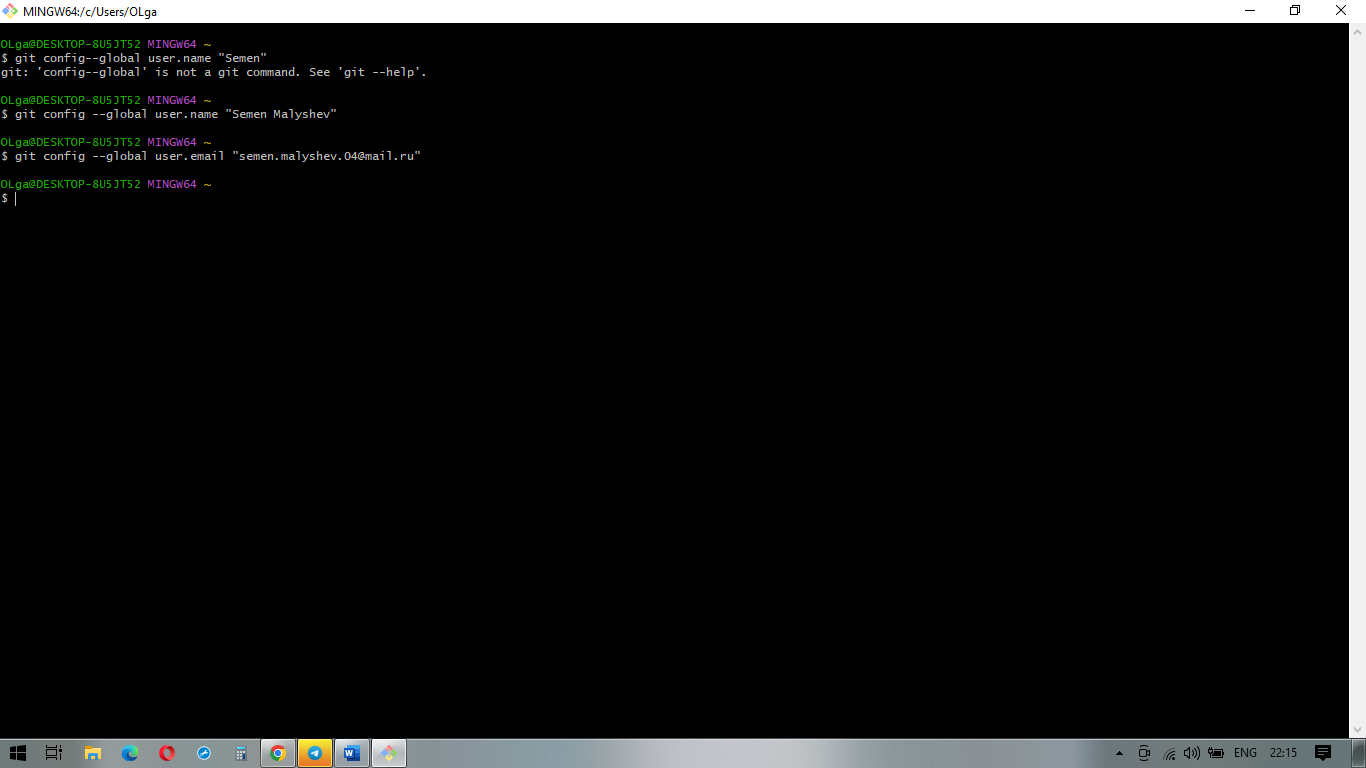 MINGW64:/c/Users/OLga
OLga@DESKTOP-8U5JT52 MINGW64 ~
$ git config--global user.name "Semen"
git: 'config--global' is not a git command. See 'git --help'.
OLga@DESKTOP-8U5JT52 MINGW64 ~
$ git config --global user.name "Semen Malyshev"
OLga@DESKTOP-8U5JT52 MINGW64 ~
$ git config --global user.email "semen.malyshev.04@mail.ru"
OLga@DESKTOP-8U5JT52 MINGW64 ~
$
ENG 22:15